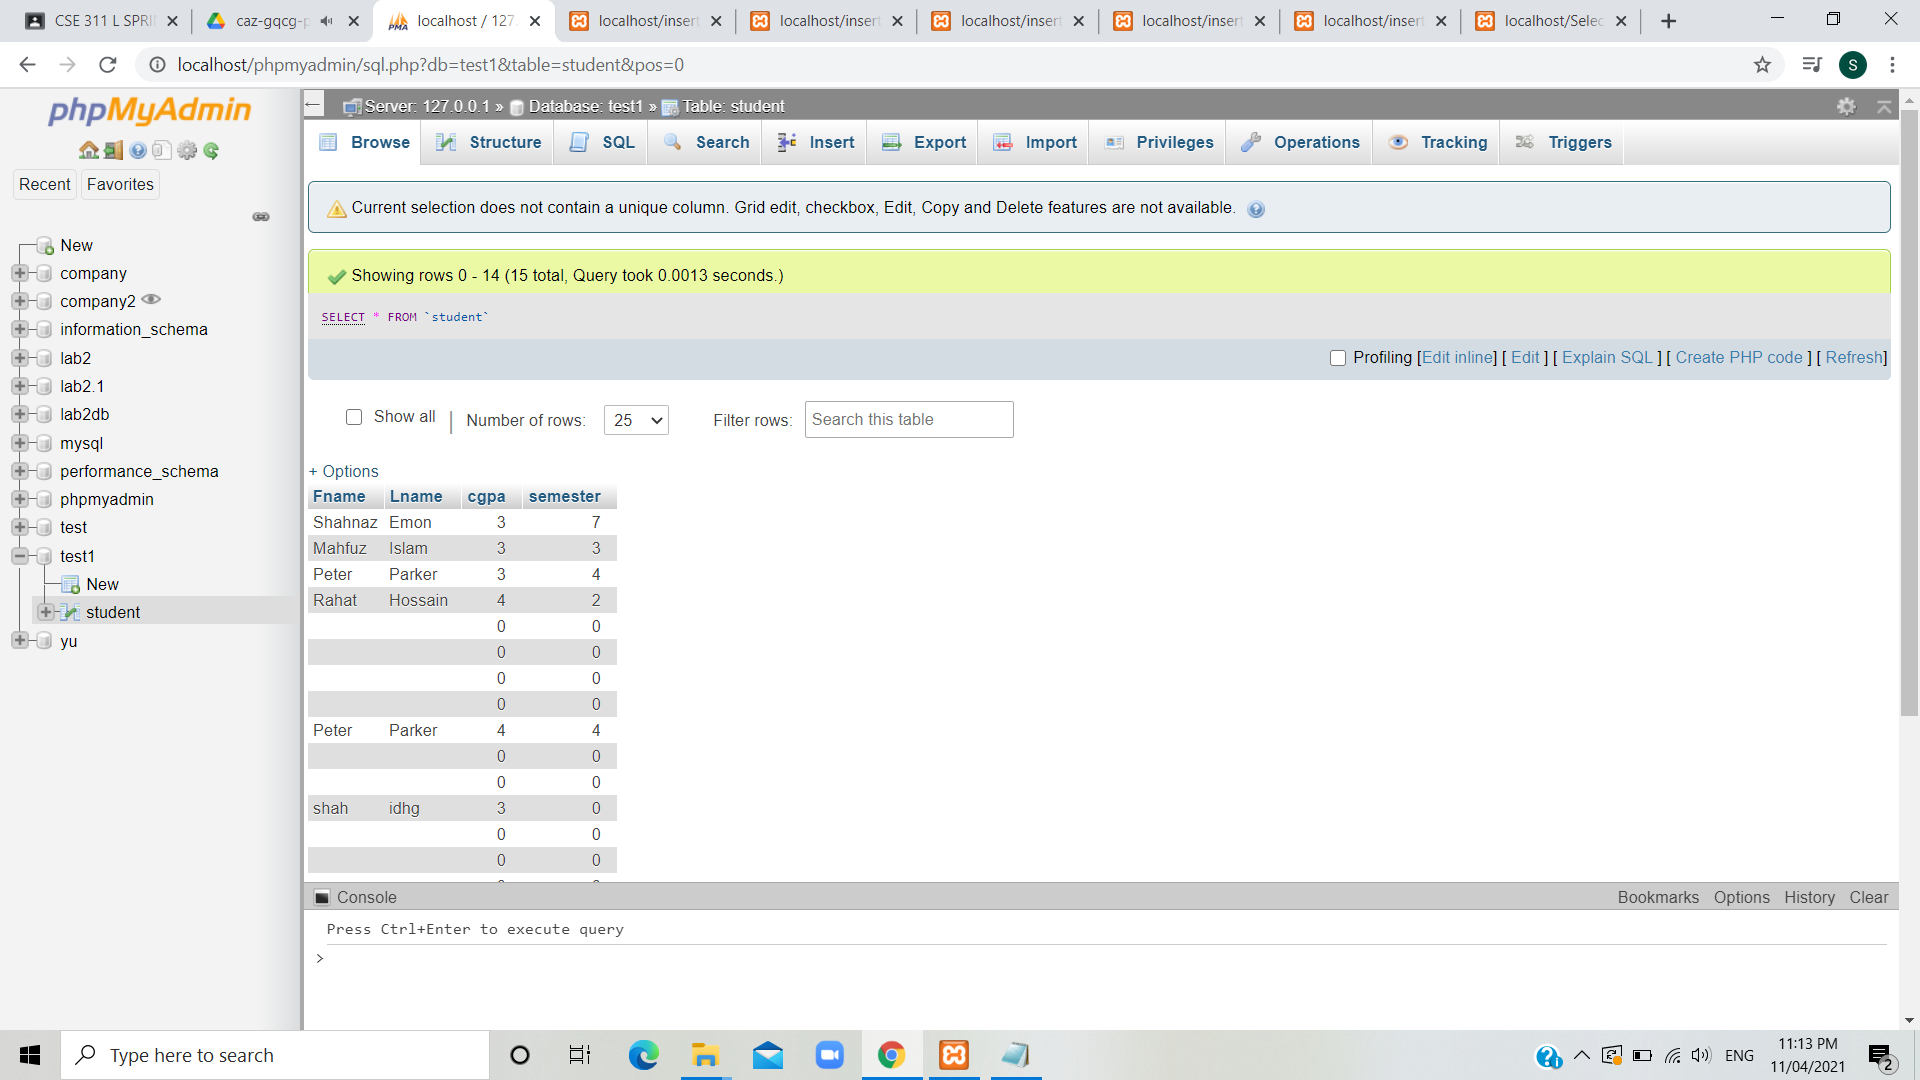 CSE 311 L SPRI
caz-gqcg-p
localhost / 127.
localhost/insert
localhost/insert
localhost/insert
localhost/insert
localhost/insert
localhost/Selec
localhost/phpmyadmin/sql.php?db=test1&table=student&pos=0
S
phpMyAdmin
Recent
Favorites
New
company
company2
information_schema
lab2
lab2.1
lab2db
mysql
performance_schema
phpmyadmin
test
test1
New
student
yu
Server: 127.0.0.1 » Database: test1 » Table: student
Browse
Structure
SQL
Search
Insert
Export
Import
Privileges
Operations
Tracking
Triggers
Current selection does not contain a unique column. Grid edit, checkbox, Edit, Copy and Delete features are not available.
Showing rows 0 - 14 (15 total, Query took 0.0013 seconds.)
SELECT * FROM `student`
Profiling [Edit inline] [ Edit ] [ Explain SQL ] [ Create PHP code ] [ Refresh]
Show all | Number of rows: 25 Filter rows: Search this table
+ Options
Fname Lname cgpa semester
Shahnaz Emon 3 7
Mahfuz Islam 3 3
Peter Parker 3 4
Rahat Hossain 4 2
0 0
0 0
0 0
0 0
Peter Parker 4 4
0 0
0 0
shah idhg 3 0
0 0
0 0
Console
Bookmarks Options History Clear
Press Ctrl+Enter to execute query
>
Type here to search
ENG
11:13 PM
11/04/2021
2